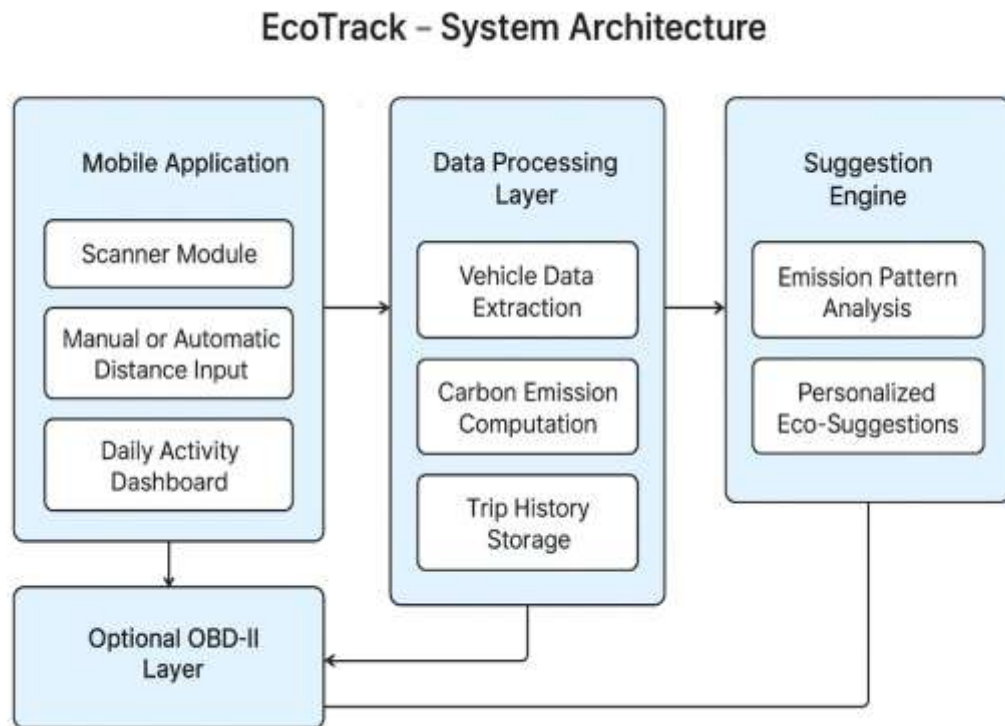 EcoTrack – System Architecture
Mobile Application
Scanner Module
Manual or Automatic
Distance Input
Daily Activity
Dashboard
Optional OBD-II
Layer
Data Processing
Layer
Vehicle Data
Extraction
Carbon Emission
Computation
Trip History
Storage
Suggestion
Engine
Emission Pattern
Analysis
Personalized
Eco-Suggestions